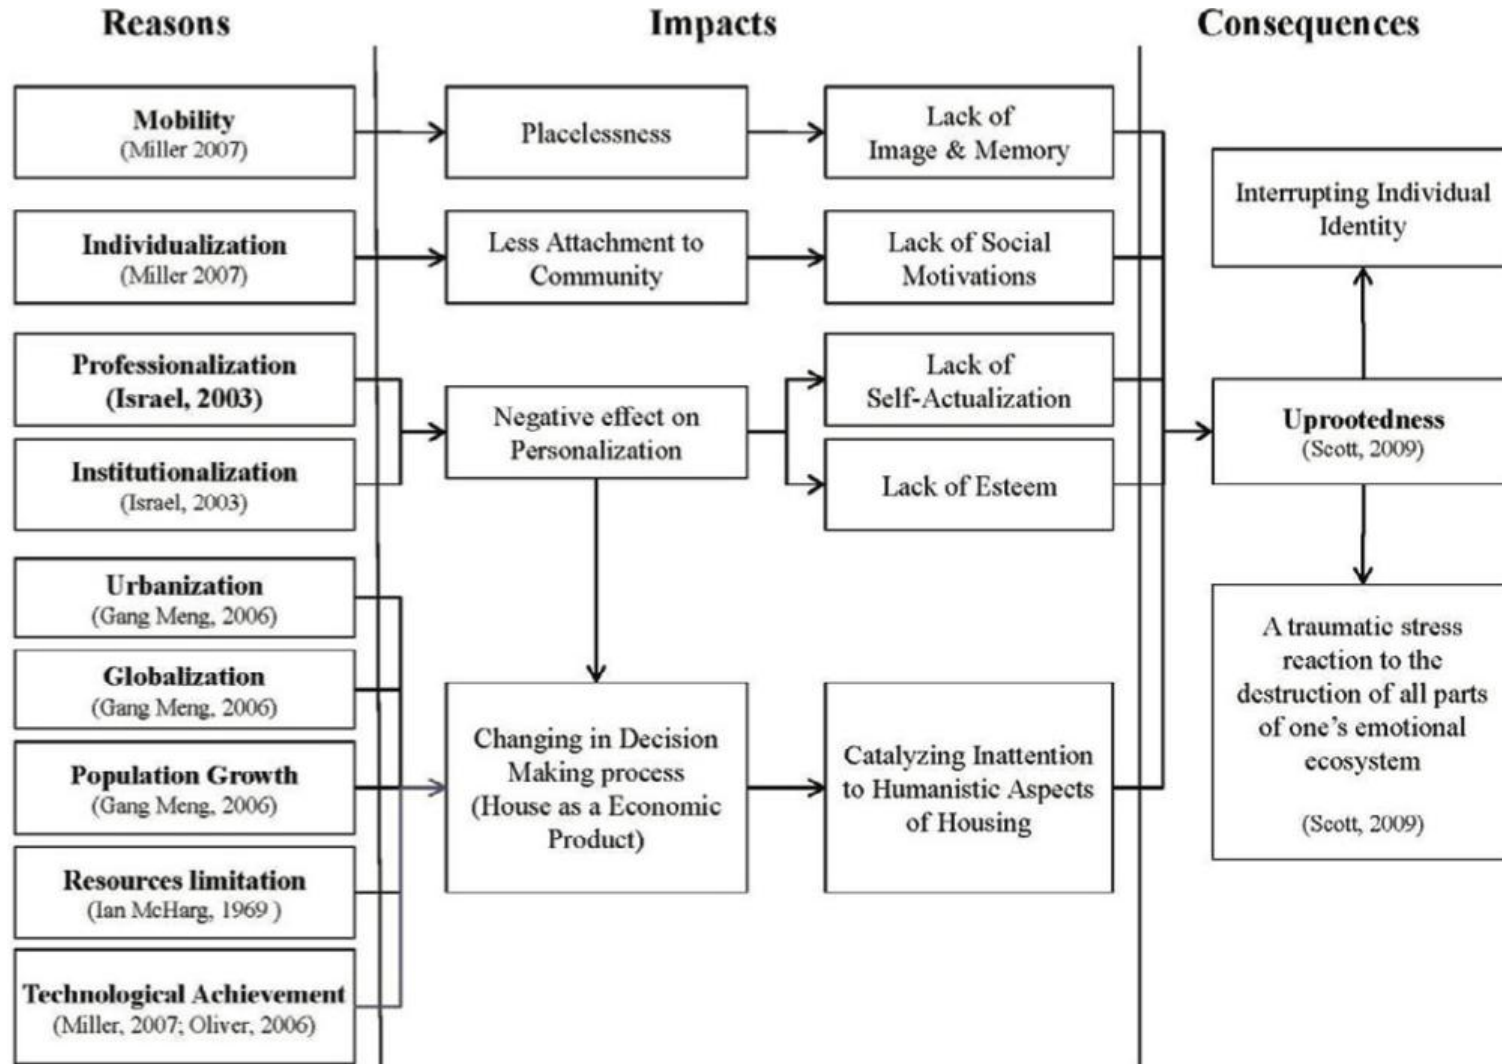 Reasons
Impacts
Consequences
Mobility
(Miller 2007)
Placelessness
Lack of
Image & Memory
Individualization
(Miller 2007)
Less Attachment to
Community
Lack of Social
Motivations
Professionalization
(Israel, 2003)
Institutionalization
(Israel, 2003)
Negative effect on
Personalization
Lack of
Self-Actualization
Lack of Esteem
Urbanization
(Gang Meng, 2006)
Globalization
(Gang Meng, 2006)
Population Growth
(Gang Meng, 2006)
Resources limitation
(Ian McHarg, 1969 )
Technological Achievement
(Miller, 2007; Oliver, 2006)
Changing in Decision
Making process
(House as a Economic
Product)
Catalyzing Inattention
to Humanistic Aspects
of Housing
Interrupting Individual
Identity
Uprootedness
(Scott, 2009)
A traumatic stress
reaction to the
destruction of all parts
of one's emotional
ecosystem
(Scott, 2009)